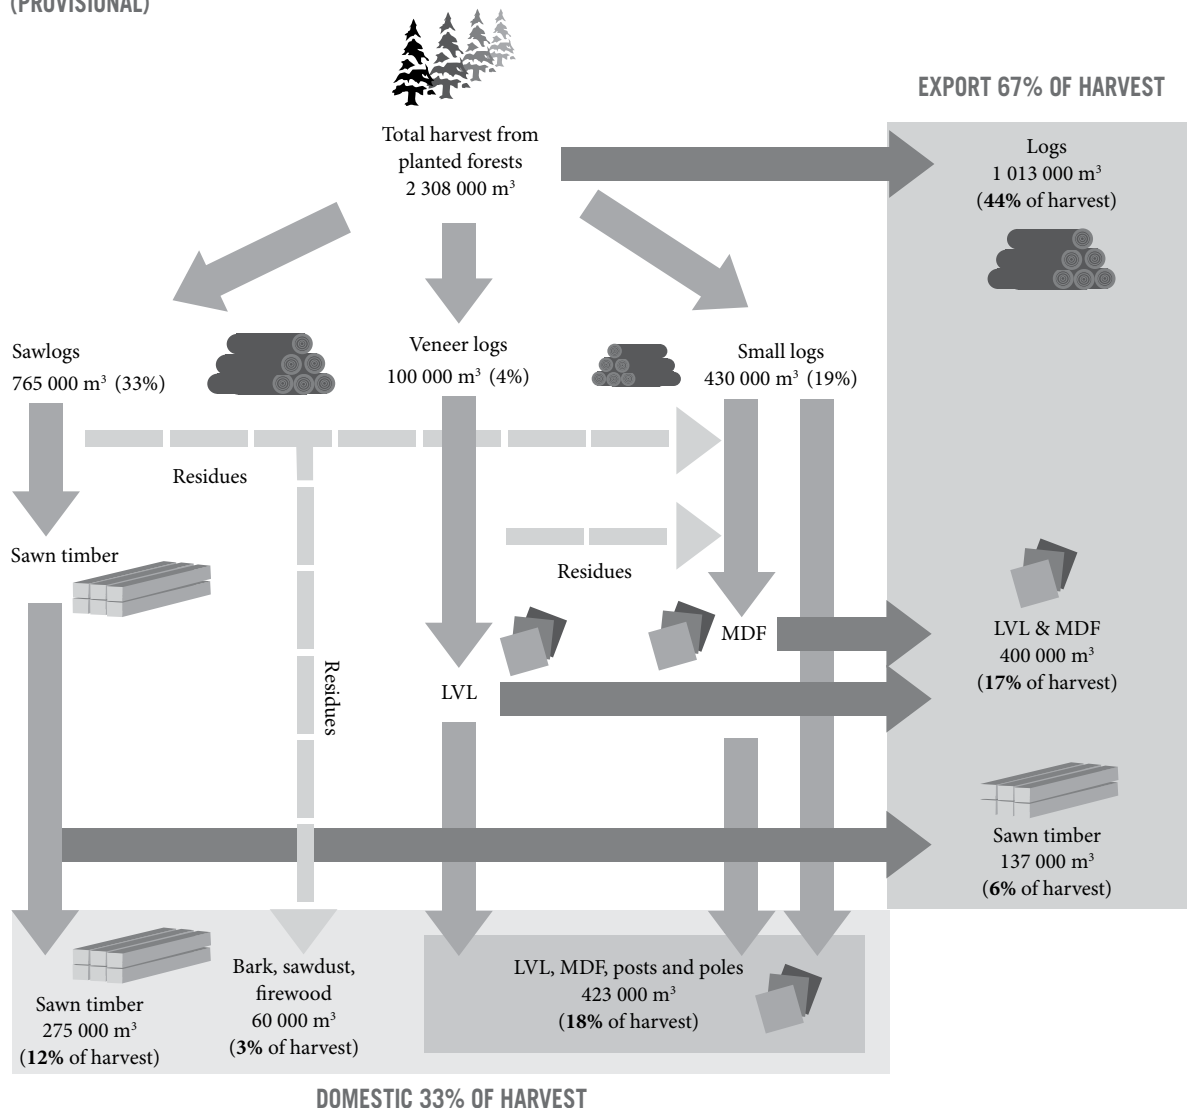 (PROVISIONAL)
EXPORT 67% OF HARVEST
Total harvest from
planted forests
2 308 000 m³
Logs
1 013 000 m³
(44% of harvest)
Sawlogs
765 000 m³ (33%)
Veneer logs
100 000 m³ (4%)
Small logs
430 000 m³ (19%)
Residues
Sawn timber
Residues
Residues
MDF
LVL
LVL & MDF
400 000 m³
(17% of harvest)
Sawn timber
137 000 m³
(6% of harvest)
Sawn timber
275 000 m³
(12% of harvest)
Bark, sawdust,
firewood
60 000 m³
(3% of harvest)
LVL, MDF, posts and poles
423 000 m³
(18% of harvest)
DOMESTIC 33% OF HARVEST